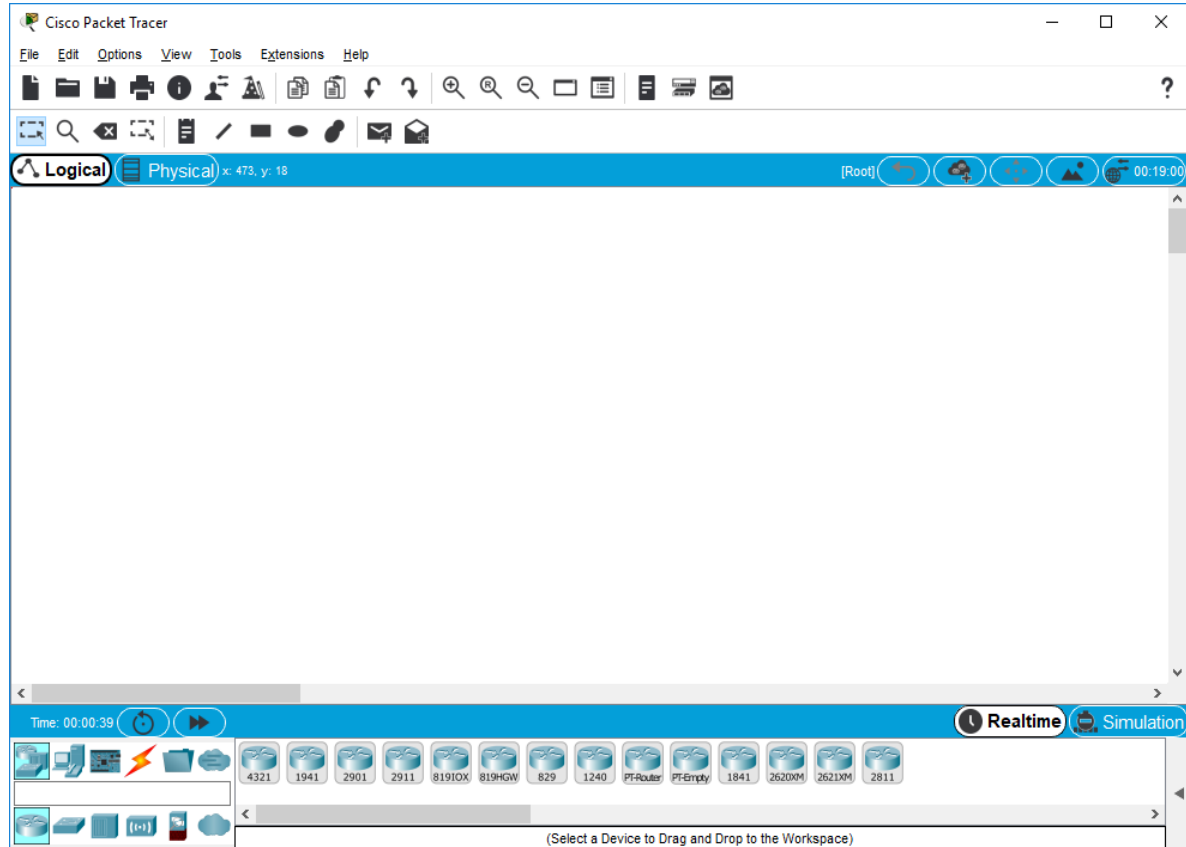 Cisco Packet Tracer
File Edit Options View Tools Extensions Help
?
Logical Physical x: 473, y: 18 [Root] 00:19:00
Time: 00:00:39 Realtime Simulation
4321 1941 2901 2911 819IOX 819HGW 829 1240 PT-Router PT-Empty 1841 2620XM 2621XM 2811
(Select a Device to Drag and Drop to the Workspace)